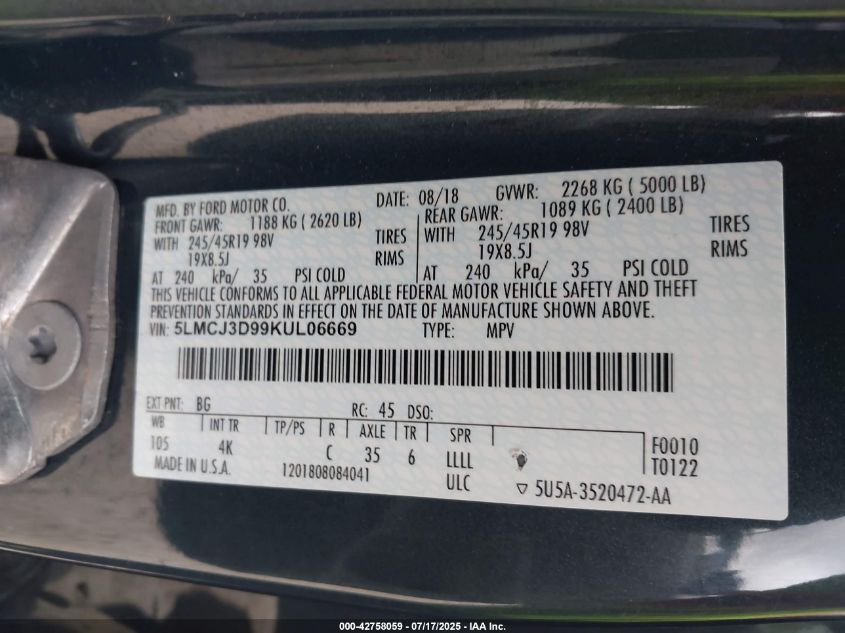 MFD. BY FORD MOTOR CO. DATE: 08/18 GVWR: 2268 KG ( 5000 LB)
FRONT GAWR: 1188 KG ( 2620 LB) REAR GAWR: 1089 KG ( 2400 LB)
WITH 245/45R19 98V TIRES WITH 245/45R19 98V TIRES
19X8.5J RIMS 19X8.5J RIMS
AT 240 kPa/ 35 PSI COLD AT 240 kPa/ 35 PSI COLD
THIS VEHICLE CONFORMS TO ALL APPLICABLE FEDERAL MOTOR VEHICLE SAFETY AND THEFT
PREVENTION STANDARDS IN EFFECT ON THE DATE OF MANUFACTURE SHOWN ABOVE.
VIN: 5LMCJ3D99KUL06669 TYPE: MPV
EXT PNT: BG RC: 45 DSO:
WB INT TR TP/PS R AXLE TR SPR F0010
105 4K C 35 6 LLLL T0122
MADE IN U.S.A. 1201808084041 ULC ▽ 5U5A-3520472-AA
000-42758059 - 07/17/2025 - IAA Inc.